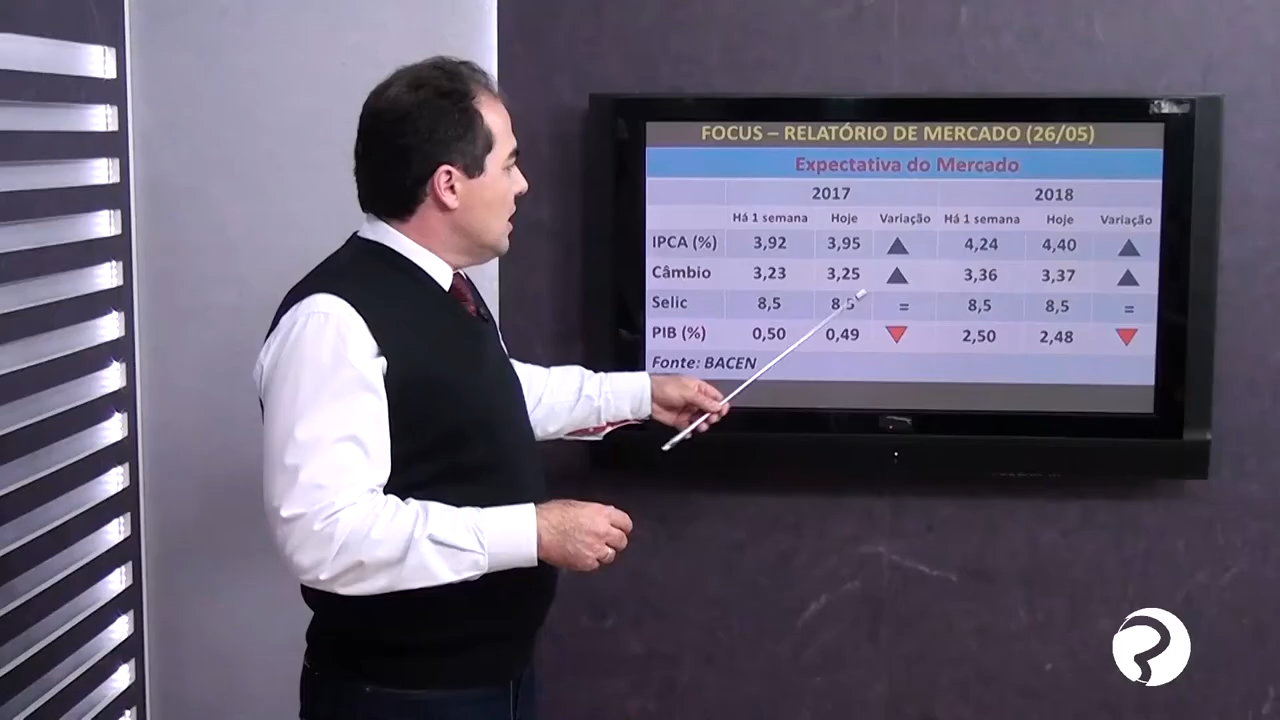 FOCUS – RELATÓRIO DE MERCADO (26/05)
Expectativa do Mercado
2017 2018
Há 1 semana Hoje Variação Há 1 semana Hoje Variação
IPCA (%) 3,92 3,95 4,24 4,40
Câmbio 3,23 3,25 3,36 3,37
Selic 8,5 8,5 = 8,5 8,5 =
PIB (%) 0,50 0,49 2,50 2,48
Fonte: BACEN